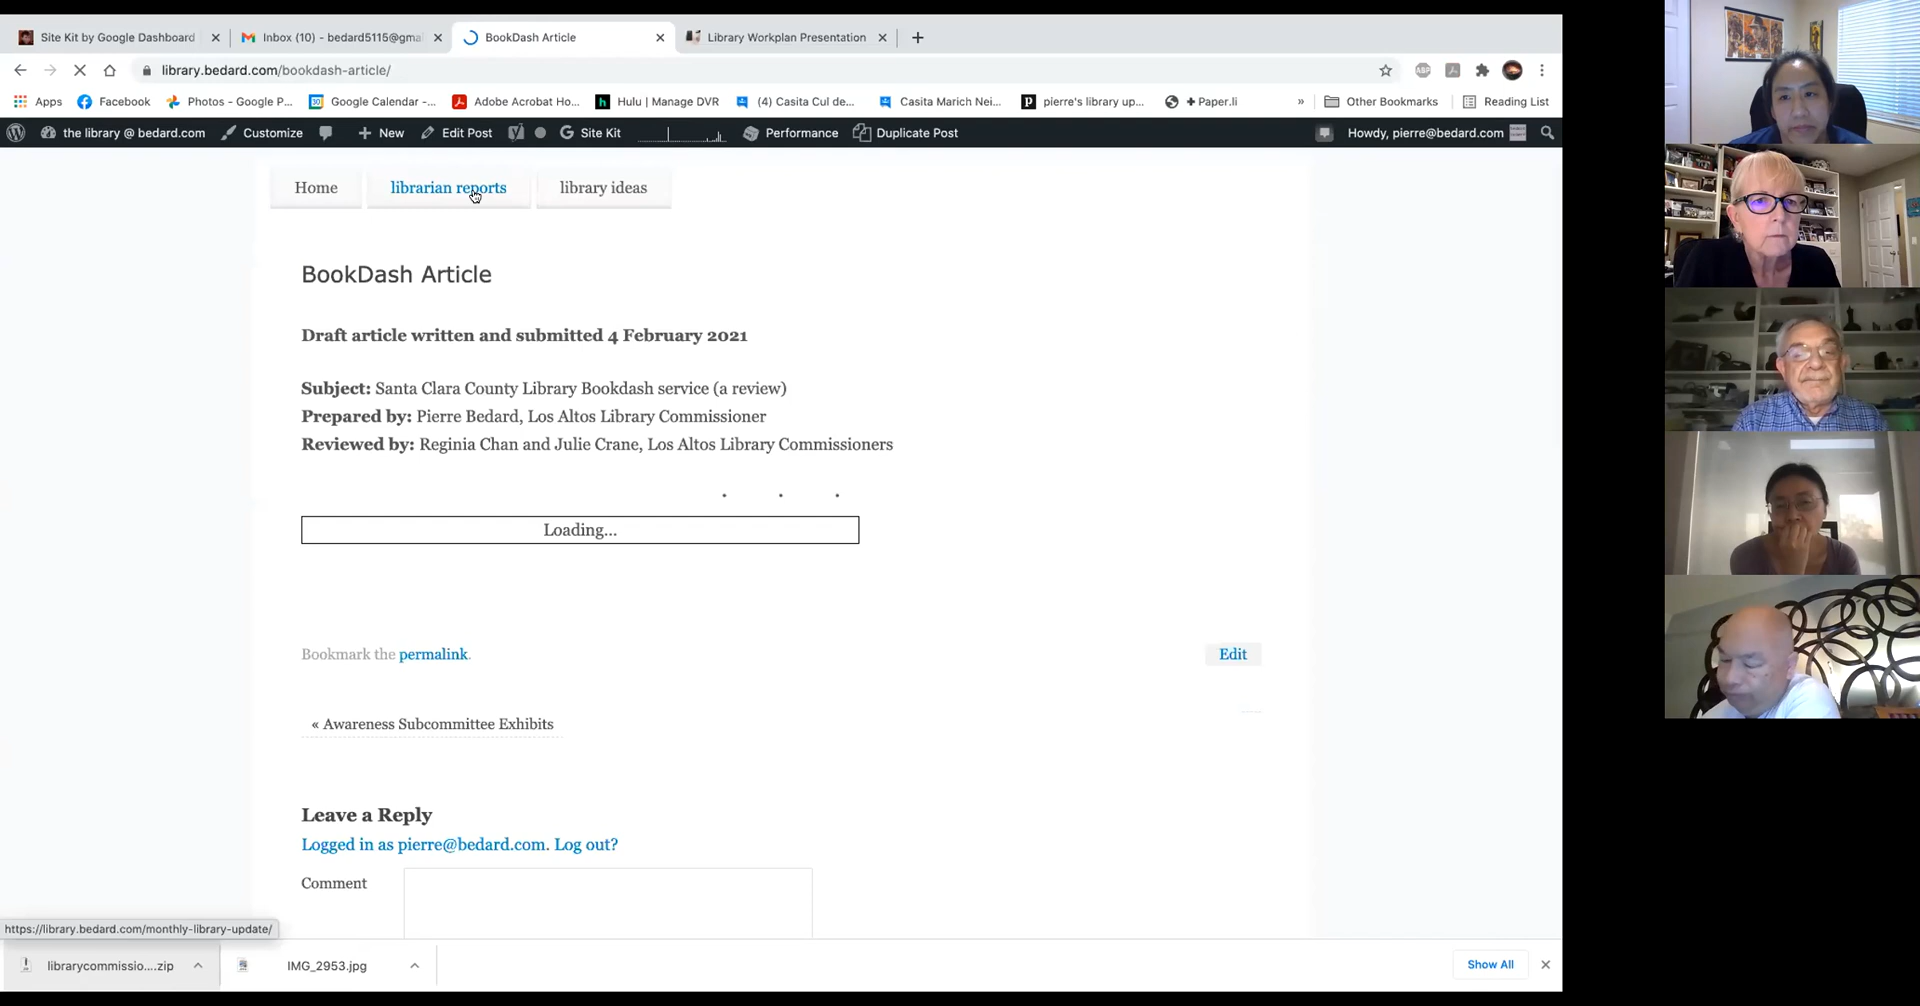 Site Kit by Google Dashboard
Inbox (10) - bedard5115@gma
BookDash Article
Library Workplan Presentation
library.bedard.com/bookdash-article/
Apps
Facebook
Photos - Google P...
Google Calendar -...
Adobe Acrobat Ho...
Hulu | Manage DVR
(4) Casita Cul de...
Casita Marich Nei...
pierre's library up...
+ Paper.li
»
Other Bookmarks
Reading List
the library @ bedard.com
Customize
New
Edit Post
Site Kit
Performance
Duplicate Post
Howdy, pierre@bedard.com
Home
librarian reports
library ideas
BookDash Article
Draft article written and submitted 4 February 2021
Subject: Santa Clara County Library Bookdash service (a review)
Prepared by: Pierre Bedard, Los Altos Library Commissioner
Reviewed by: Reginia Chan and Julie Crane, Los Altos Library Commissioners
. . .
Loading...
Bookmark the permalink.
Edit
« Awareness Subcommittee Exhibits
Leave a Reply
Logged in as pierre@bedard.com. Log out?
Comment
https://library.bedard.com/monthly-library-update/
librarycommissio....zip
IMG_2953.jpg
Show All